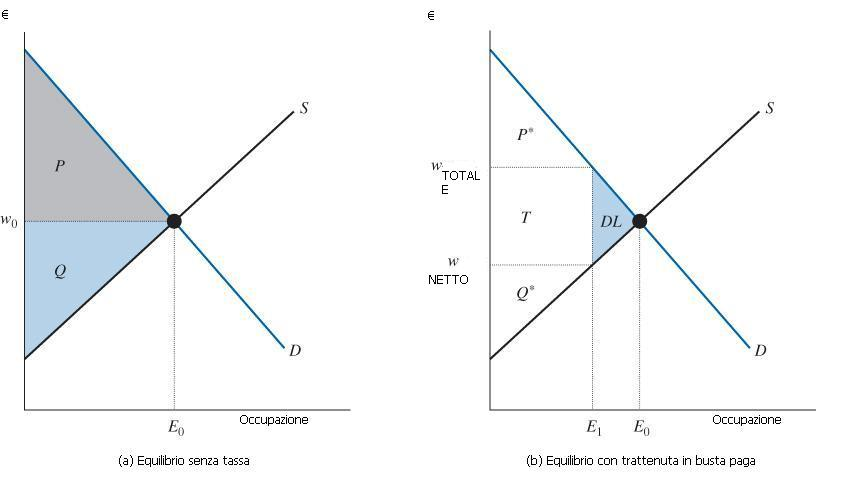 €
€
S
S
P
P*
w TOTAL
E
w0
T
DL
Q
w
NETTO
Q*
D
D
Occupazione
Occupazione
E0
E1
E0
(a) Equilibrio senza tassa
(b) Equilibrio con trattenuta in busta paga